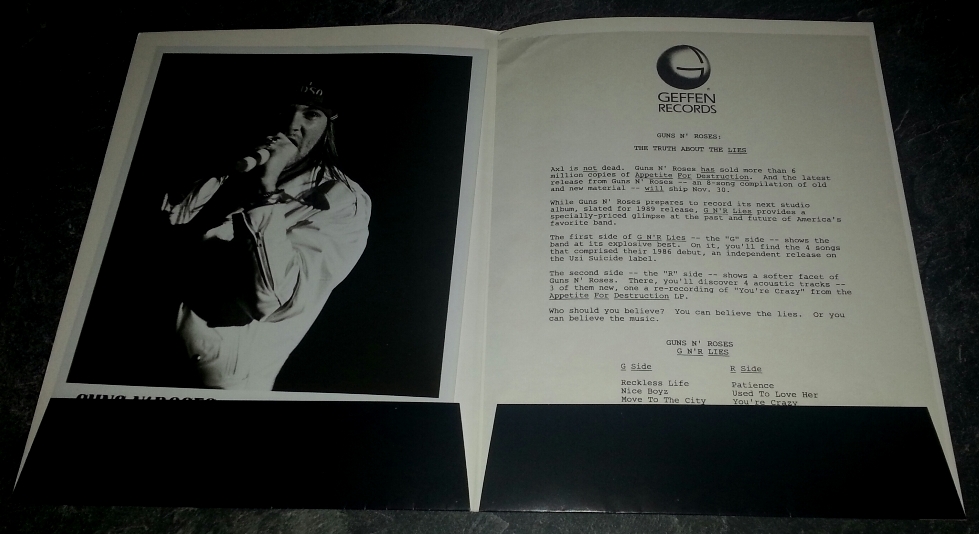 GEFFEN
RECORDS
GUNS N' ROSES:
THE TRUTH ABOUT THE LIES
Axl is not dead. Guns N' Roses has sold more than 6
million copies of Appetite For Destruction. And the latest
release from Guns N' Roses -- an 8-song compilation of old
and new material -- will ship Nov. 30.
While Guns N' Roses prepares to record its next studio
album, slated for 1989 release, G N'R Lies provides a
specially-priced glimpse at the past and future of America's
favorite band.
The first side of G N'R Lies -- the "G" side -- shows the
band at its explosive best. On it, you'll find the 4 songs
that comprised their 1986 debut, an independent release on
the Uzi Suicide label.
The second side -- the "R" side -- shows a softer facet of
Guns N' Roses. There, you'll discover 4 acoustic tracks --
3 of them new, one a re-recording of "You're Crazy" from the
Appetite For Destruction LP.
Who should you believe? You can believe the lies. Or you
can believe the music.
GUNS N' ROSES
G N'R LIES
G Side R Side
Reckless Life Patience
Nice Boyz Used To Love Her
Move To The City You're Crazy
GUNS N' ROSES